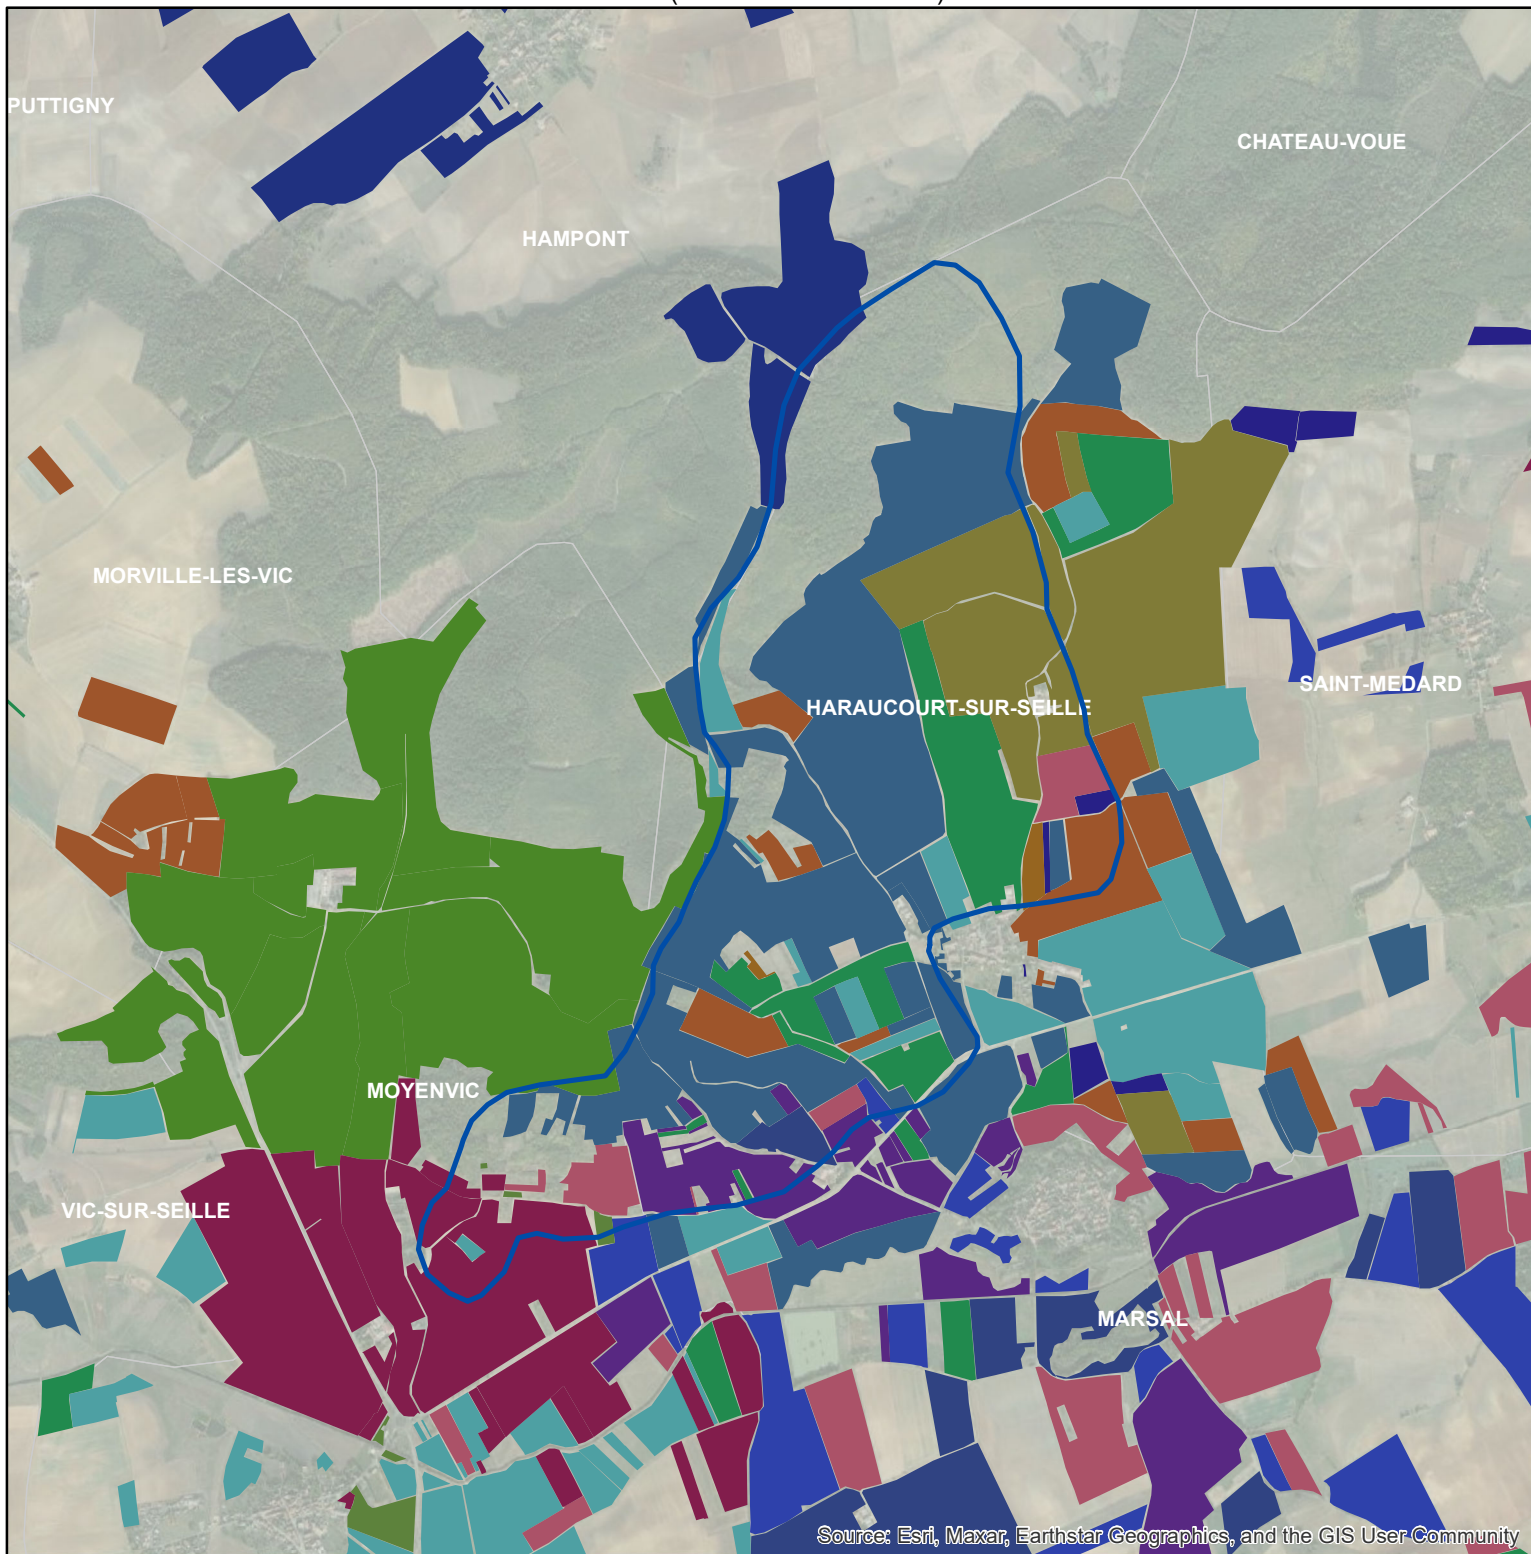 PUTTIGNY
CHATEAU-VOUE
HAMPONT
MORVILLE-LES-VIC
SAINT-MEDARD
HARAUCOURT-SUR-SEILLE
MOYENVIC
VIC-SUR-SEILLE
MARSAL
Source: Esri, Maxar, Earthstar Geographics, and the GIS User Community